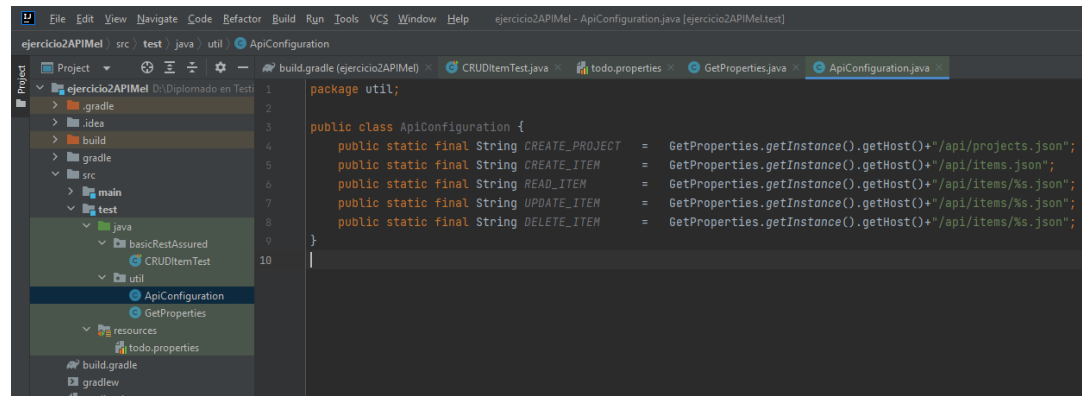 File Edit View Navigate Code Refactor Build Run Tools VCS Window Help ejercicio2APIMel - ApiConfiguration.java [ejercicio2APIMel.test]
ejercicio2APIMel src test java util ApiConfiguration
Project
Project
build.gradle (ejercicio2APIMel) CRUDItemTest.java todo.properties GetProperties.java ApiConfiguration.java
ejercicio2APIMel D:\Diplomado en Testi
.gradle
.idea
build
gradle
src
main
test
java
basicRestAssured
CRUDItemTest
util
ApiConfiguration
GetProperties
resources
todo.properties
build.gradle
gradlew
1 package util;
2
3 public class ApiConfiguration {
4 public static final String CREATE_PROJECT = GetProperties.getInstance().getHost()+"/api/projects.json";
5 public static final String CREATE_ITEM = GetProperties.getInstance().getHost()+"/api/items.json";
6 public static final String READ_ITEM = GetProperties.getInstance().getHost()+"/api/items/%s.json";
7 public static final String UPDATE_ITEM = GetProperties.getInstance().getHost()+"/api/items/%s.json";
8 public static final String DELETE_ITEM = GetProperties.getInstance().getHost()+"/api/items/%s.json";
9 }
10